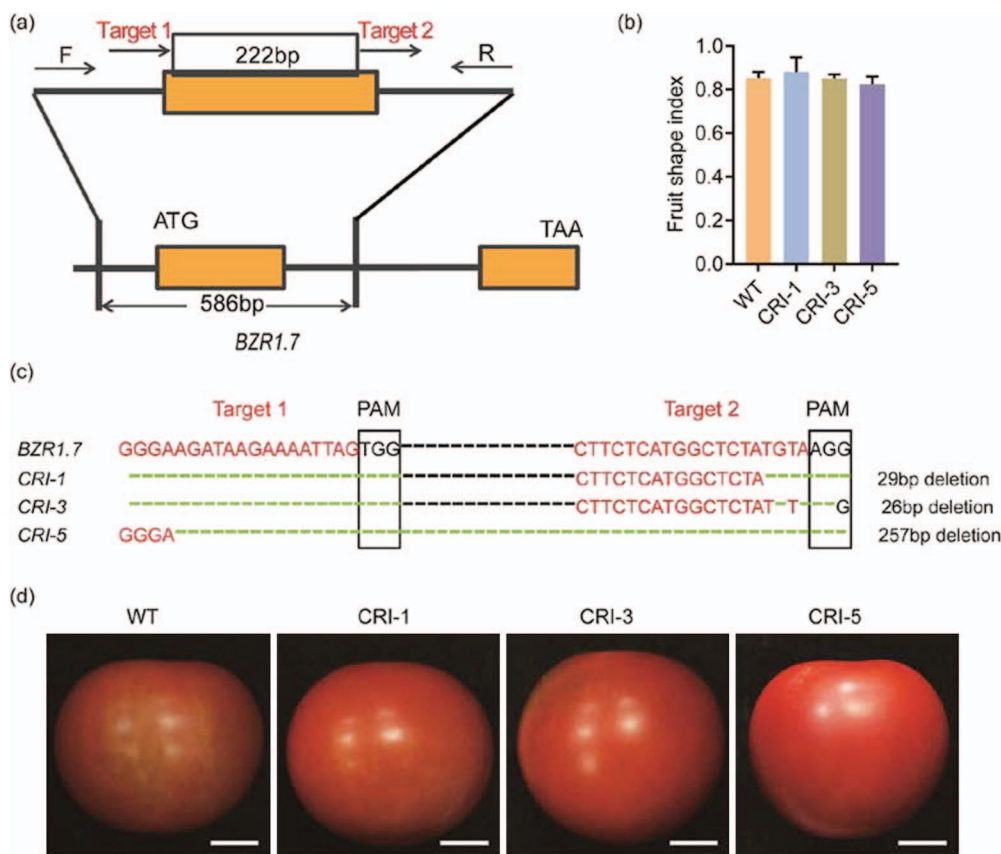 (a)
Target 1
Target 2
F
222bp
R
ATG
TAA
586bp
BZR1.7
(b)
Fruit shape index
1.0
0.8
0.6
0.4
0.2
0.0
WT
CRI-1
CRI-3
CRI-5
(c)
Target 1 PAM Target 2 PAM
BZR1.7 GGGAAGATAAGAAAATTAGTGG CTTCTCATGGCTCTATGTAAGG
CRI-1 CTTCTCATGGCTCTA 29bp deletion
CRI-3 CTTCTCATGGCTCTAT T G 26bp deletion
CRI-5 GGGA 257bp deletion
(d)
WT CRI-1 CRI-3 CRI-5